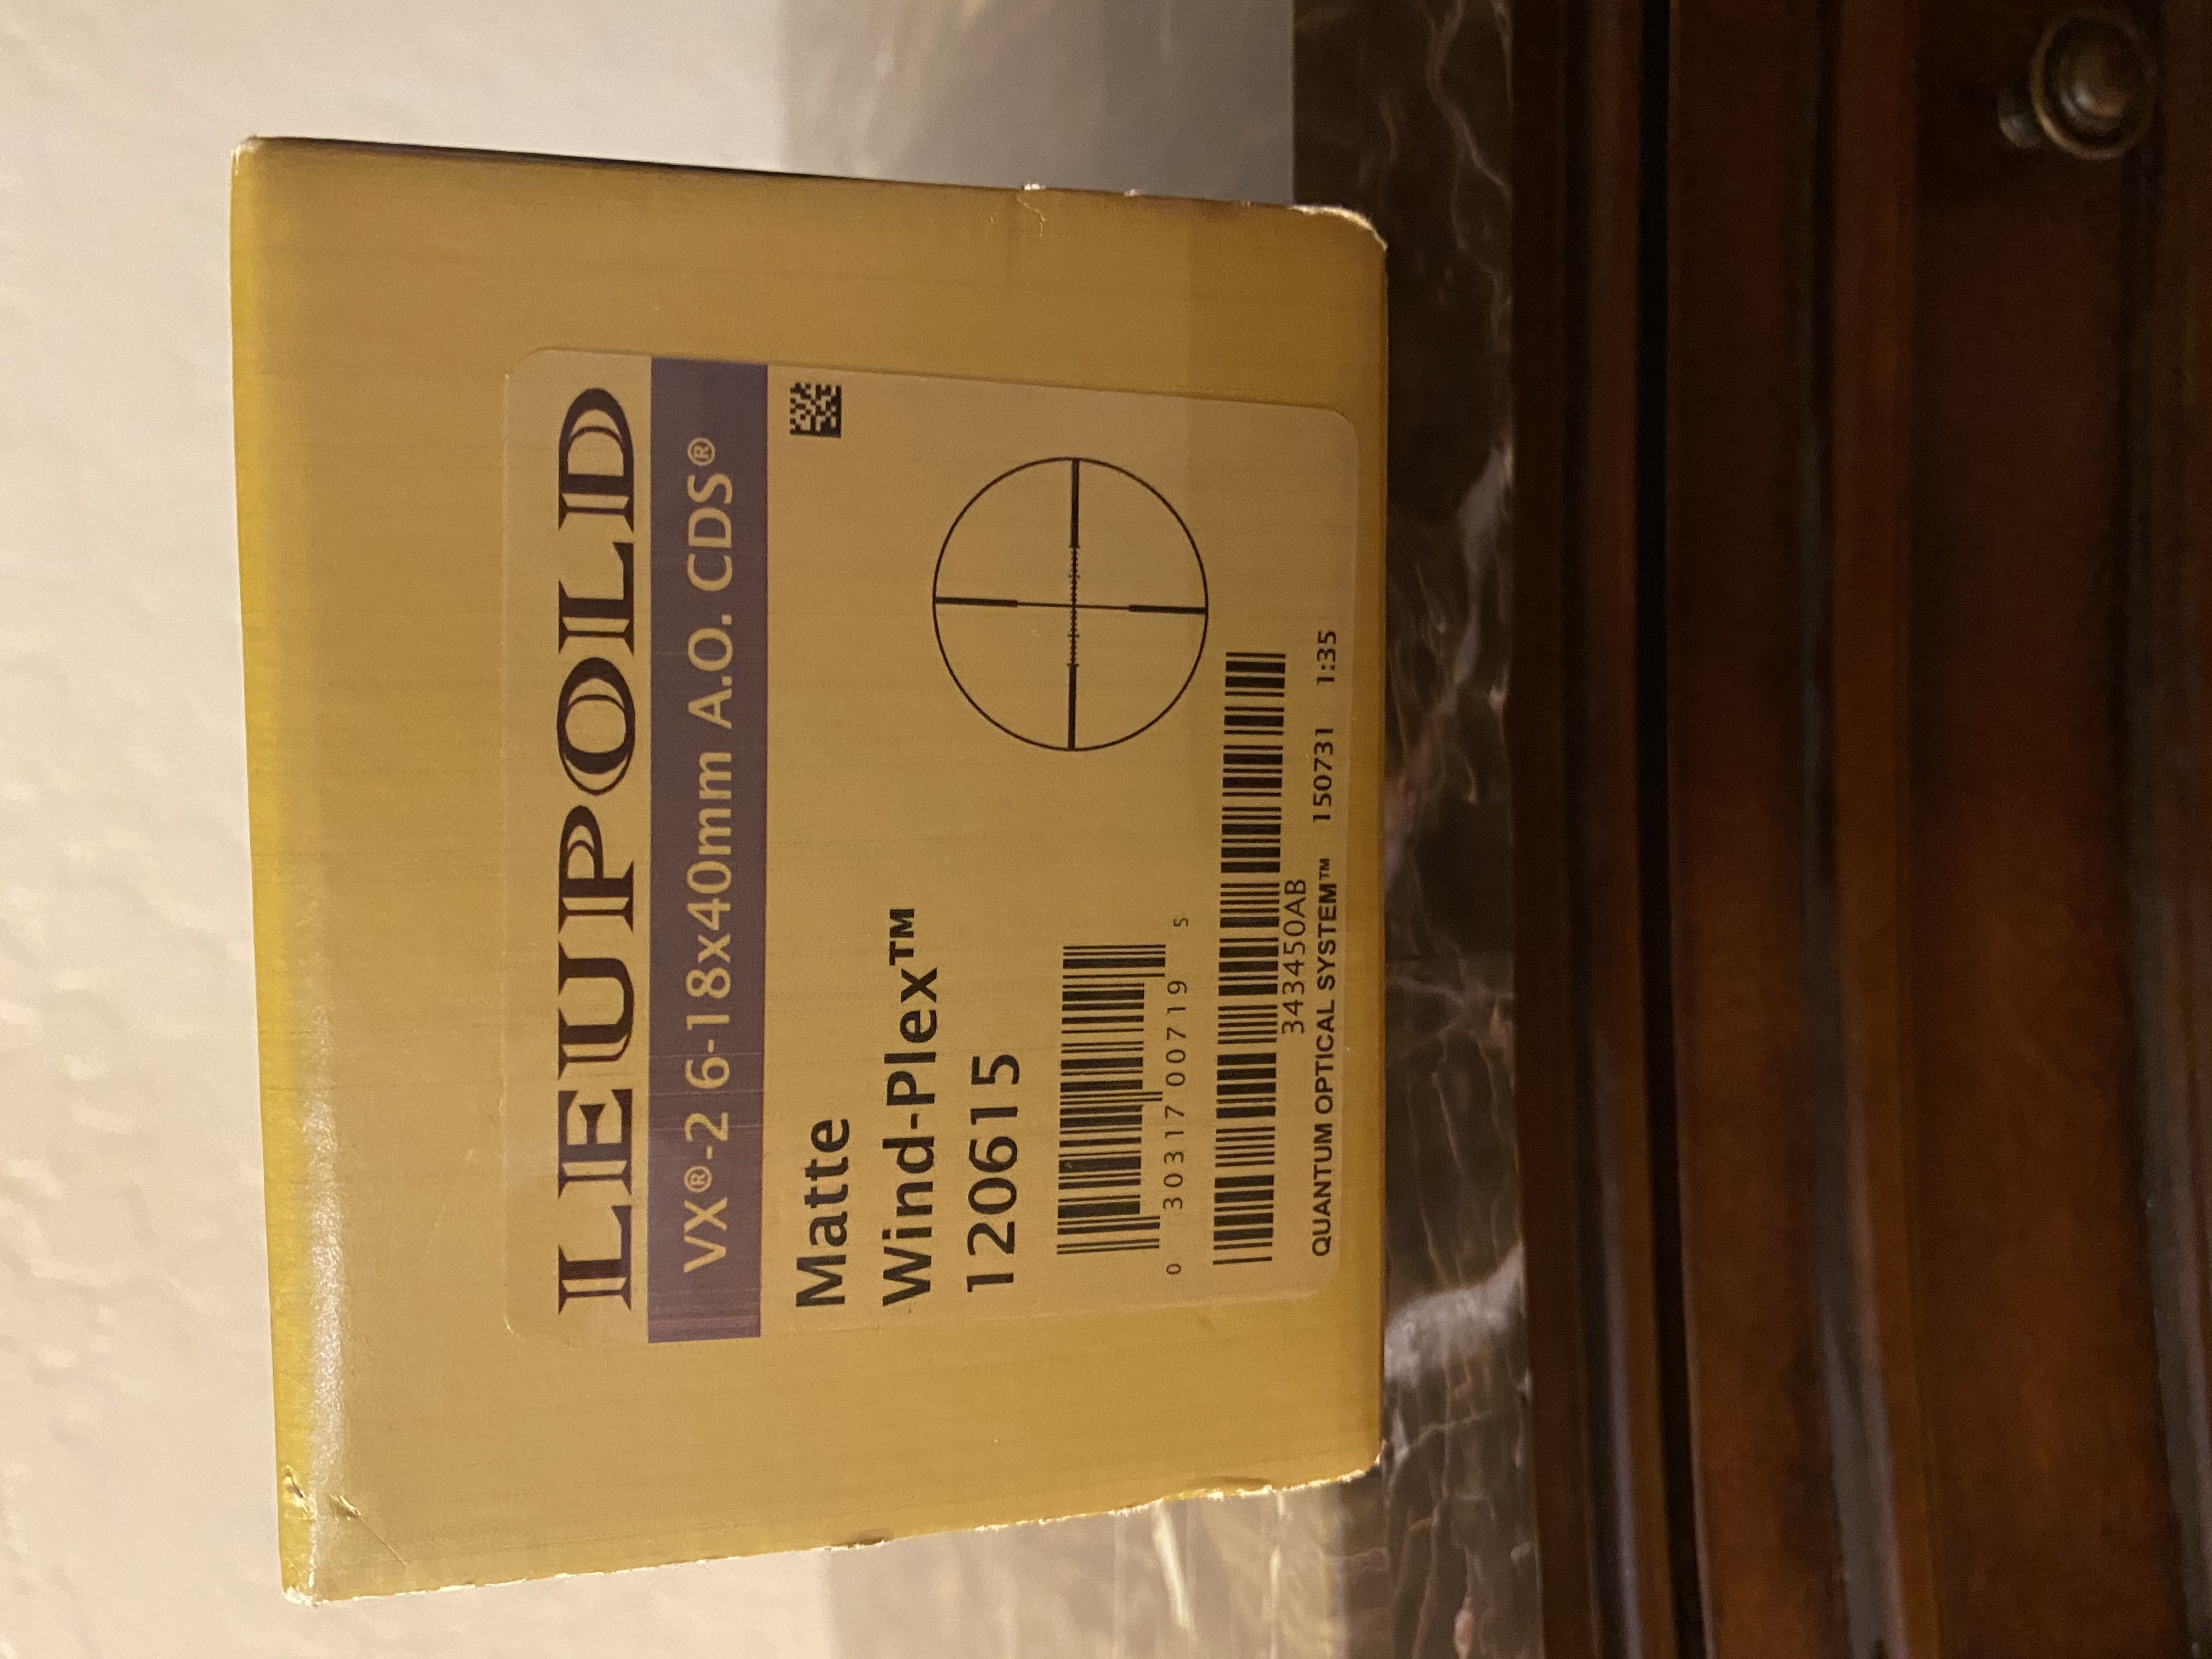 LEUPOLD
VX®-2 6-18x40mm A.O. CDS®
Matte
Wind-Plex™
120615
0 30317 00719 5
343450AB
QUANTUM OPTICAL SYSTEM™ 150731 1:35